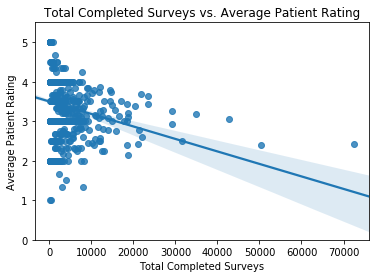 Total Completed Surveys vs. Average Patient Rating
Average Patient Rating
5
4
3
2
1
0
0 10000 20000 30000 40000 50000 60000 70000
Total Completed Surveys